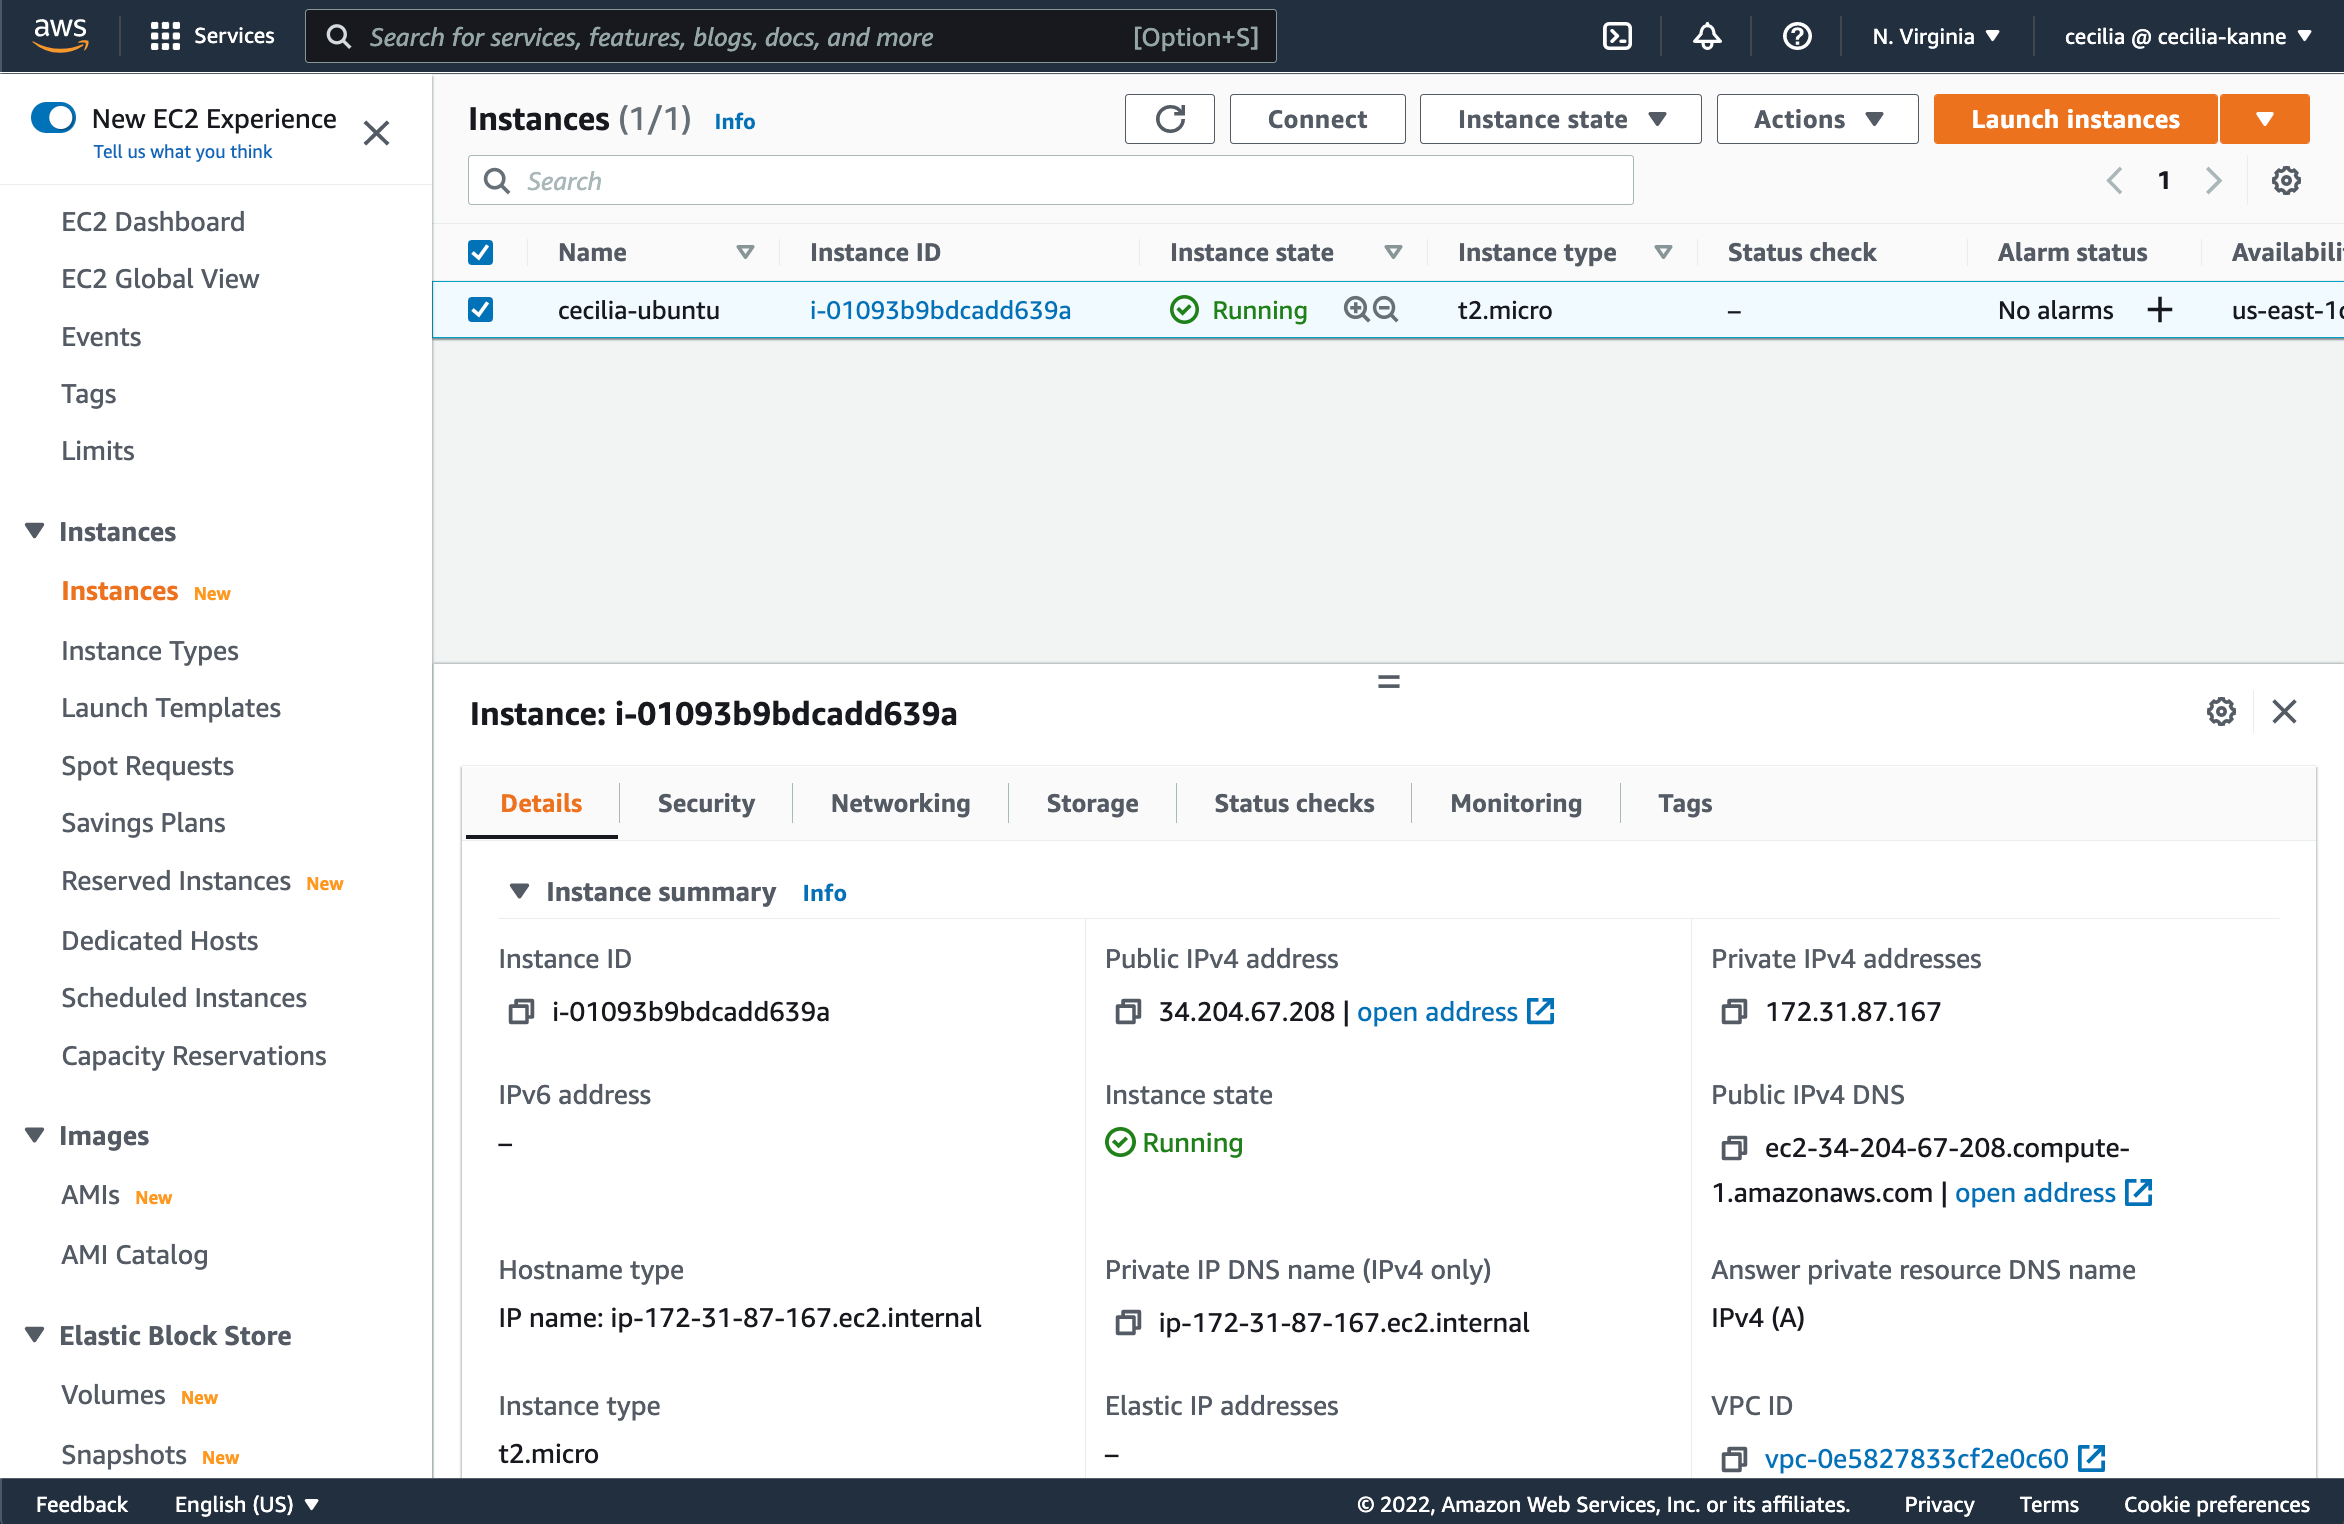 aws
Services
Search for services, features, blogs, docs, and more [Option+S]
N. Virginia
cecilia @ cecilia-kanne
New EC2 Experience
Tell us what you think
EC2 Dashboard
EC2 Global View
Events
Tags
Limits
Instances
Instances New
Instance Types
Launch Templates
Spot Requests
Savings Plans
Reserved Instances New
Dedicated Hosts
Scheduled Instances
Capacity Reservations
Images
AMIs New
AMI Catalog
Elastic Block Store
Volumes New
Snapshots New
Instances (1/1) Info
Connect
Instance state
Actions
Launch instances
Search
1
Name Instance ID Instance state Instance type Status check Alarm status Availabili
cecilia-ubuntu i-01093b9bdcadd639a Running t2.micro – No alarms + us-east-1
Instance: i-01093b9bdcadd639a
Details Security Networking Storage Status checks Monitoring Tags
Instance summary Info
Instance ID
i-01093b9bdcadd639a
Public IPv4 address
34.204.67.208 | open address
Private IPv4 addresses
172.31.87.167
IPv6 address
–
Instance state
Running
Public IPv4 DNS
ec2-34-204-67-208.compute-
1.amazonaws.com | open address
Hostname type
IP name: ip-172-31-87-167.ec2.internal
Private IP DNS name (IPv4 only)
ip-172-31-87-167.ec2.internal
Answer private resource DNS name
IPv4 (A)
Instance type
t2.micro
Elastic IP addresses
–
VPC ID
vpc-0e5827833cf2e0c60
Feedback English (US) © 2022, Amazon Web Services, Inc. or its affiliates. Privacy Terms Cookie preferences